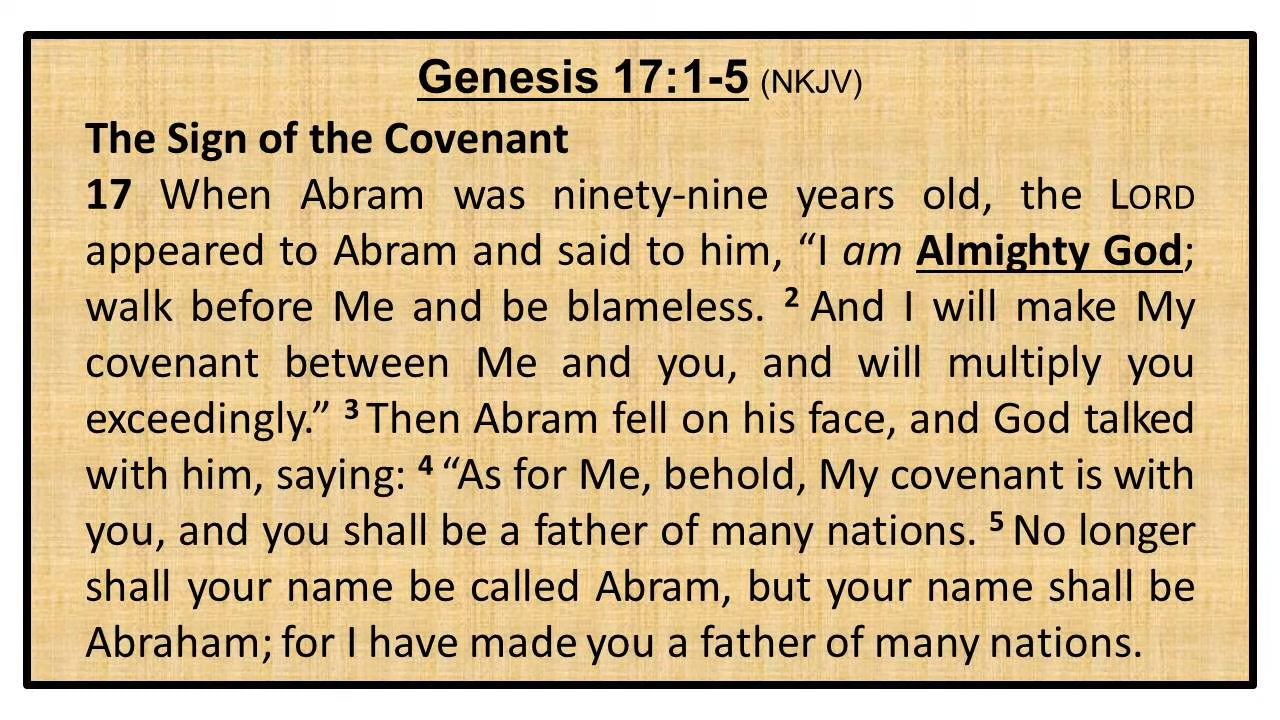 Genesis 17:1-5 (NKJV)
The Sign of the Covenant
17 When Abram was ninety-nine years old, the LORD
appeared to Abram and said to him, “I am Almighty God;
walk before Me and be blameless. 2 And I will make My
covenant between Me and you, and will multiply you
exceedingly.” 3 Then Abram fell on his face, and God talked
with him, saying: 4 “As for Me, behold, My covenant is with
you, and you shall be a father of many nations. 5 No longer
shall your name be called Abram, but your name shall be
Abraham; for I have made you a father of many nations.